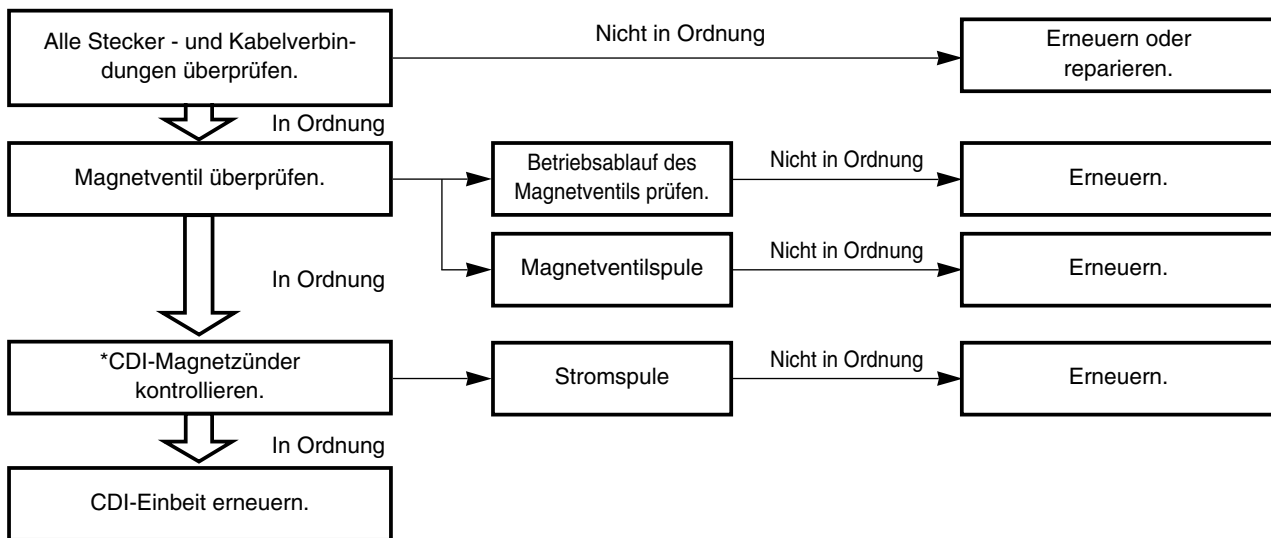 Alle Stecker - und Kabelverbin-
dungen überprüfen.
Nicht in Ordnung
Erneuern oder
reparieren.
In Ordnung
Magnetventil überprüfen.
Betriebsablauf des
Magnetventils prüfen.
Nicht in Ordnung
Erneuern.
Magnetventilspule
Nicht in Ordnung
Erneuern.
In Ordnung
*CDI-Magnetzünder
kontrollieren.
Stromspule
Nicht in Ordnung
Erneuern.
In Ordnung
CDI-Einbeit erneuern.